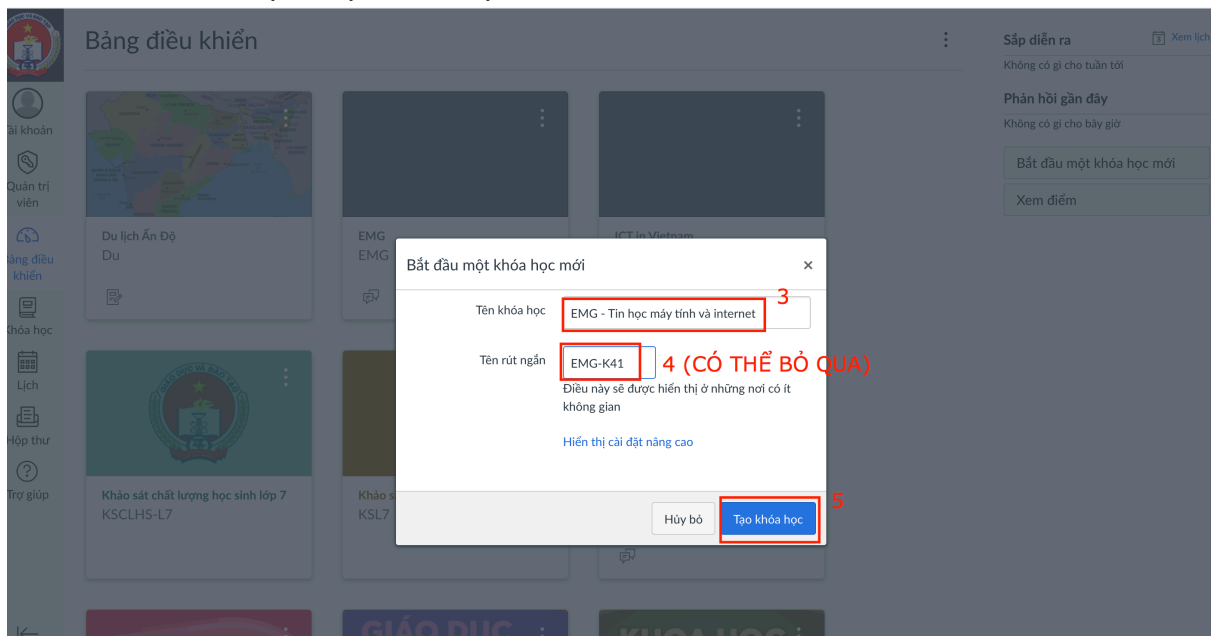 Bảng điều khiển
Sắp diễn ra
Xem lịch
Không có gì cho tuần tới
Phản hồi gần đây
Không có gì cho bây giờ
Bắt đầu một khóa học mới
Xem điểm
Tài khoản
Quản trị
viên
Bảng điều
khiển
Khóa học
Lịch
Hộp thư
Trợ giúp
Du lịch Ấn Độ
Du
EMG
EMG
ICT in Vietnam
Bắt đầu một khóa học mới
×
Tên khóa học
EMG - Tin học máy tính và internet
3
Tên rút ngắn
EMG-K41
4 (CÓ THỂ BỎ QUA)
Điều này sẽ được hiển thị ở những nơi có ít
không gian
Hiển thị cài đặt nâng cao
Hủy bỏ
Tạo khóa học
5
Khảo sát chất lượng học sinh lớp 7
KSCLHS-L7
Khảo s
KSL7
GIÁO DỤC
KHOA HỌC